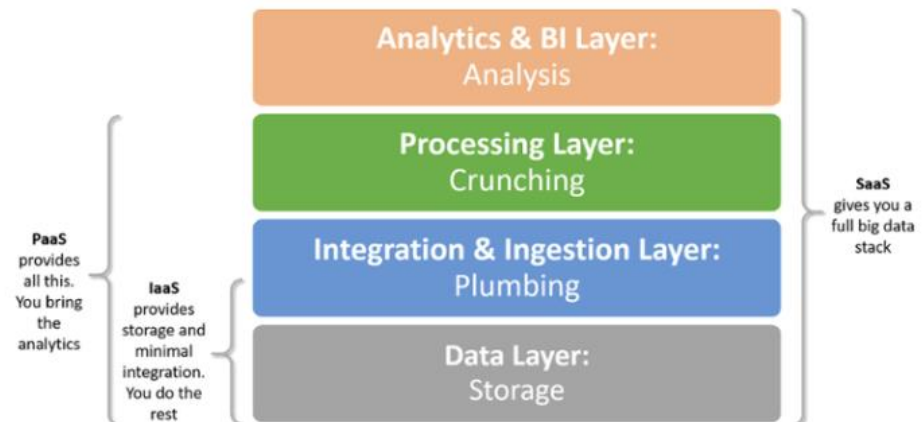 Analytics & BI Layer:
Analysis
Processing Layer:
Crunching
Integration & Ingestion Layer:
Plumbing
Data Layer:
Storage
PaaS
provides
all this.
You bring
the
analytics
IaaS
provides
storage and
minimal
integration.
You do the
rest
SaaS
gives you a
full big data
stack